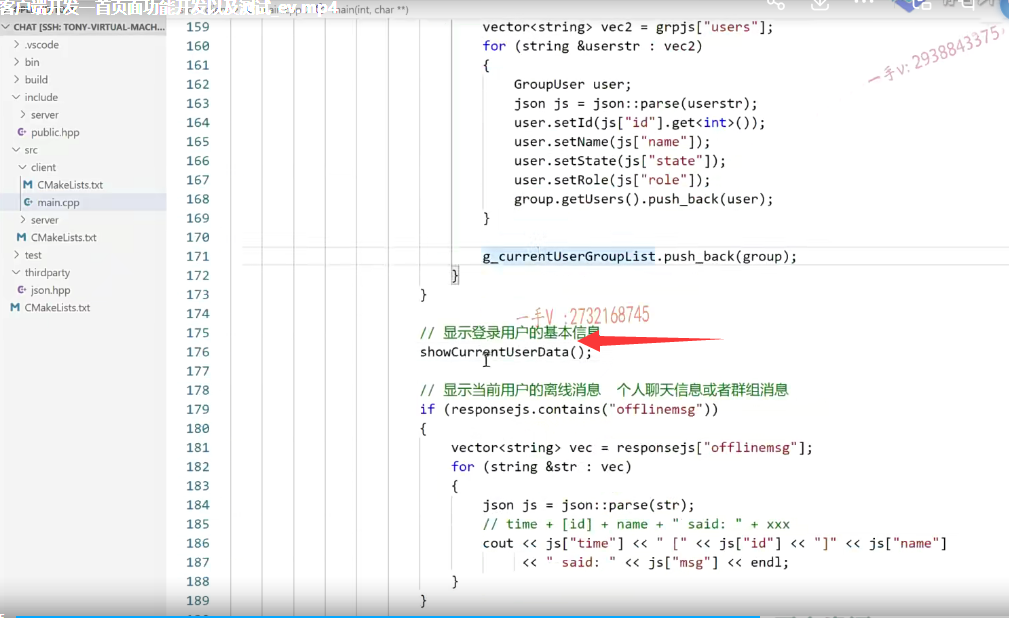 客户端开发—首页面功能开发以及测试_ev.mp4
main(int, char **)
CHAT [SSH: TONY-VIRTUAL-MACH...
.vscode
bin
build
include
server
public.hpp
src
client
CMakeLists.txt
main.cpp
server
CMakeLists.txt
test
thirdparty
json.hpp
CMakeLists.txt
一手v: 2938843375,
159 vector<string> vec2 = grpjs["users"];
160 for (string &userstr : vec2)
161 {
162 GroupUser user;
163 json js = json::parse(userstr);
164 user.setId(js["id"].get<int>());
165 user.setName(js["name"]);
166 user.setState(js["state"]);
167 user.setRole(js["role"]);
168 group.getUsers().push_back(user);
169 }
170
171 g_currentUserGroupList.push_back(group);
172 }
173 }
174
一手V :2732168745
175 // 显示登录用户的基本信息
176 showCurrentUserData();
177
178 // 显示当前用户的离线消息 个人聊天信息或者群组消息
179 if (responsejs.contains("offlinemsg"))
180 {
181 vector<string> vec = responsejs["offlinemsg"];
182 for (string &str : vec)
183 {
184 json js = json::parse(str);
185 // time + [id] + name + " said: " + xxx
186 cout << js["time"] << " [" << js["id"] << "]" << js["name"]
187 << " said: " << js["msg"] << endl;
188 }
189 }